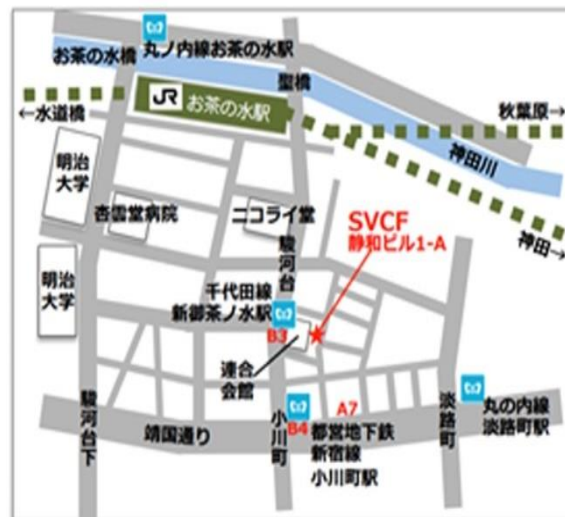 丸ノ内線お茶の水駅
お茶の水橋
聖橋
JR お茶の水駅
←水道橋
秋葉原→
神田川
神田→
明治
大学
杏雲堂病院
ニコライ堂
SVCF
静和ビル1-A
駿河台
明治
大学
千代田線
新御茶ノ水駅
B3
連合
会館
駿河台下
靖国通り
小川町
B4
A7
都営地下鉄
新宿線
小川町駅
淡路町
丸の内線
淡路町駅